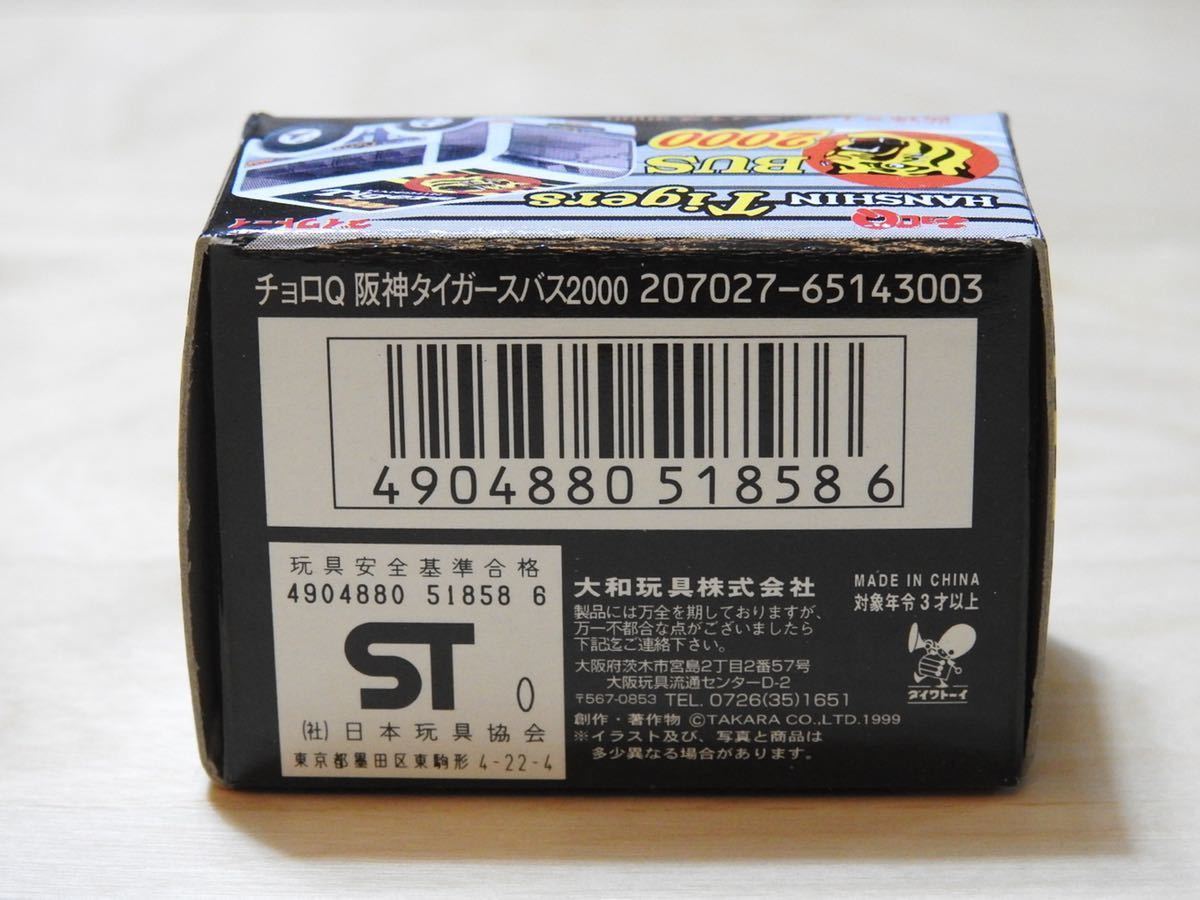 2000
BUS
HANSHIN Tigers
チョロQ
ダイワトーイ
チョロQ 阪神タイガースバス2000 207027-65143003
4904880518586
玩具安全基準合格
4904880 51858 6
ST
0
(社)日本玩具協会
東京都墨田区東駒形 4-22-4
大和玩具株式会社
製品には万全を期しておりますが、
万一不都合な点がございましたら
下記迄ご連絡下さい。
大阪府茨木市宮島2丁目2番57号
大阪玩具流通センターD-2
〒567-0853 TEL. 0726(35)1651
創作・著作物 ©TAKARA CO.,LTD.1999
※イラスト及び、写真と商品は
多少異なる場合があります。
MADE IN CHINA
対象年令3才以上
ダイワトーイ